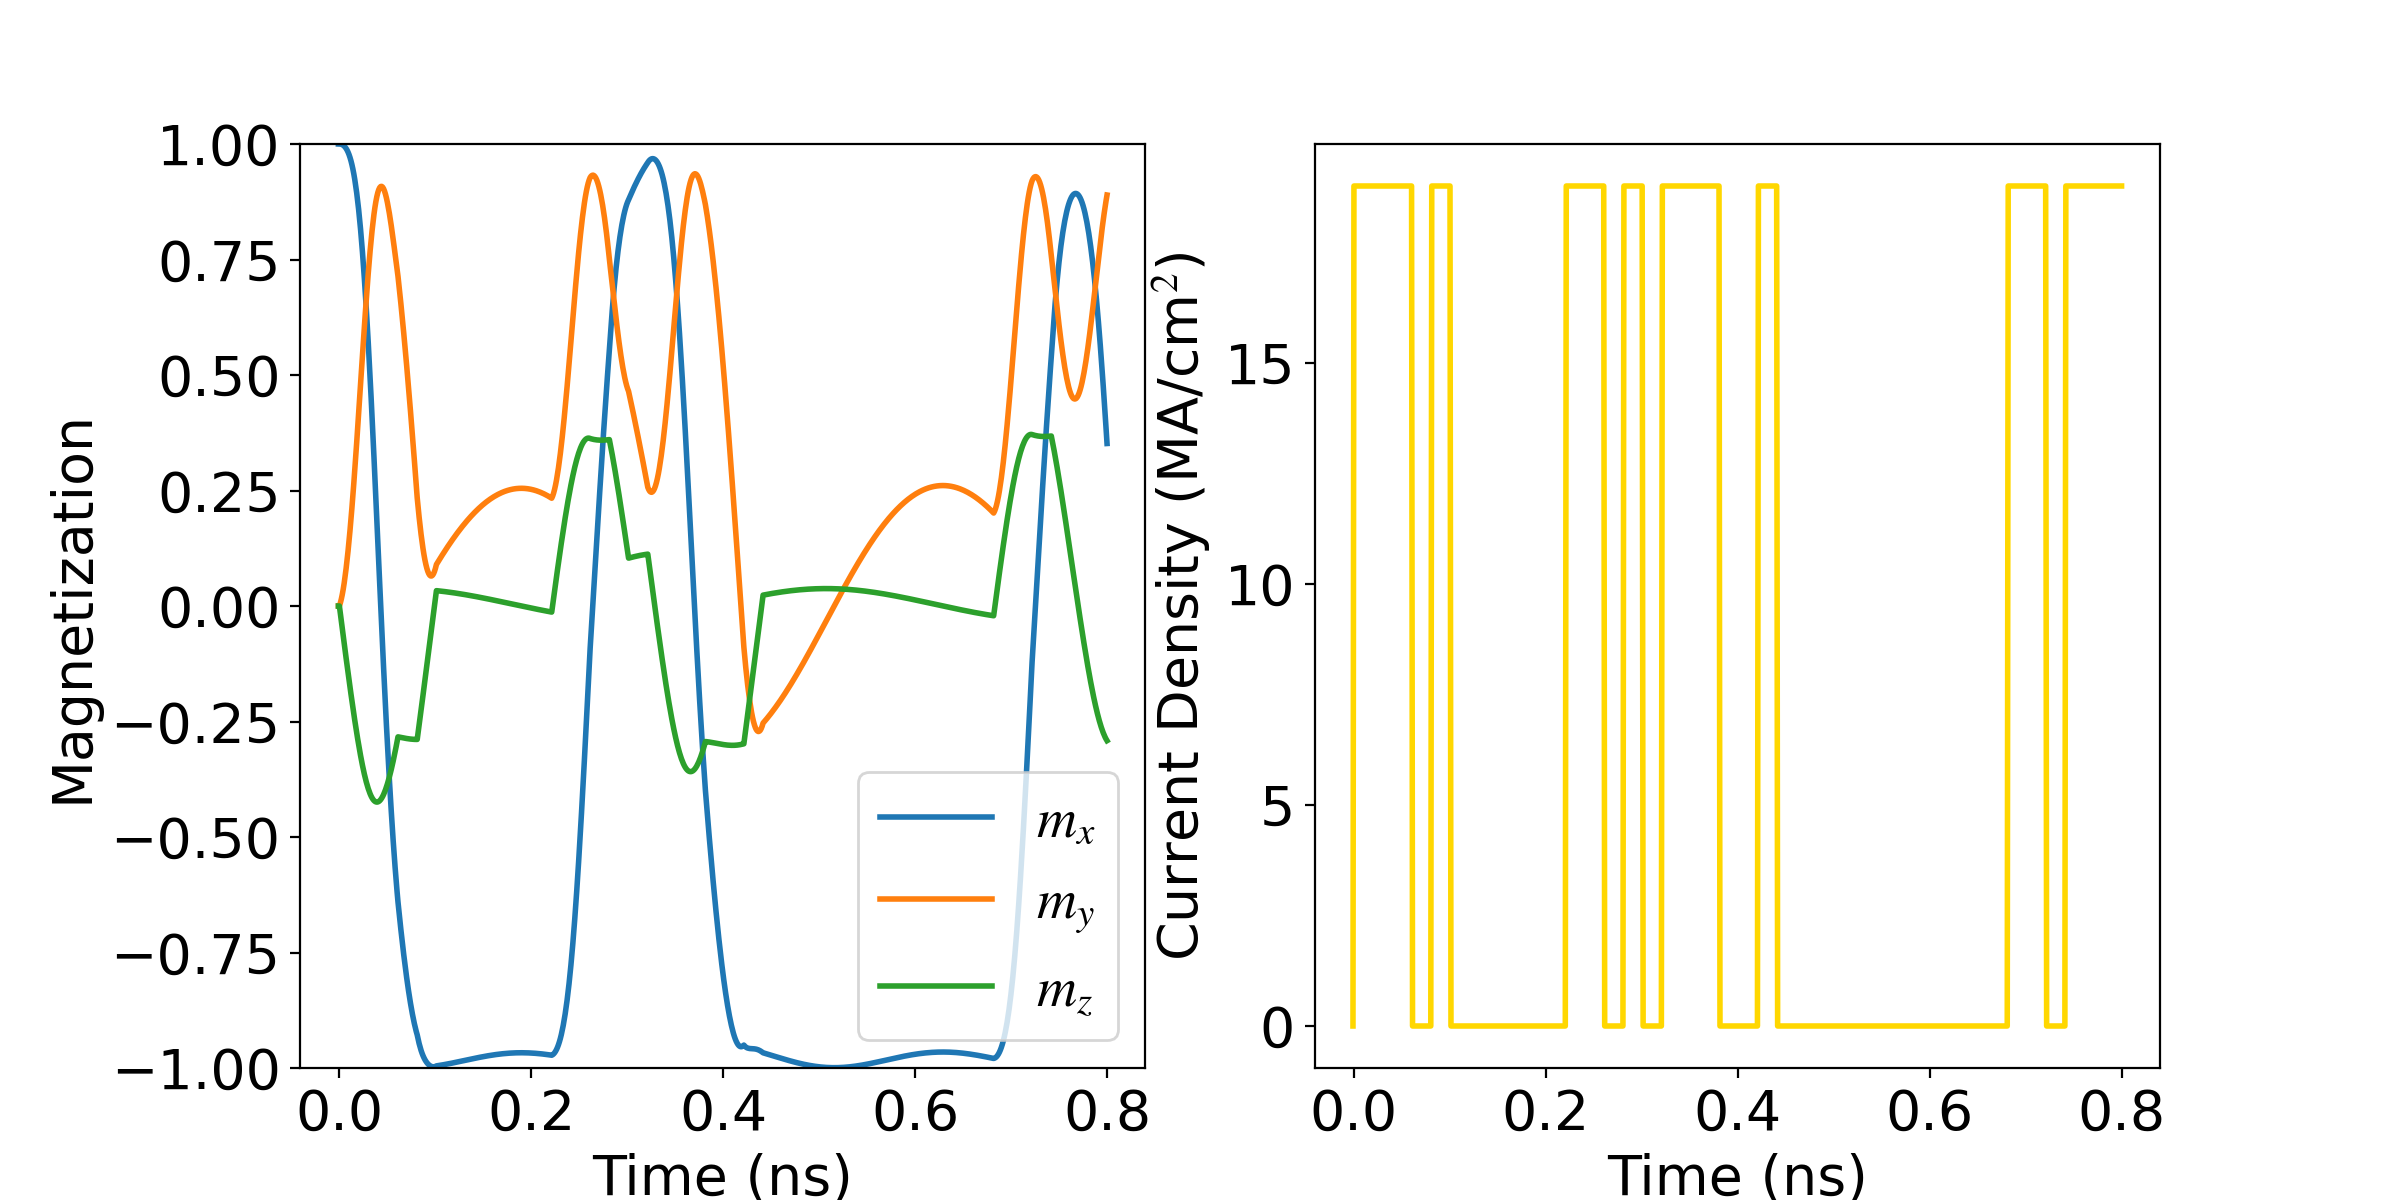 1.00
0.75
0.50
0.25
0.00
−0.25
−0.50
−0.75
−1.00
Magnetization
0.0 0.2 0.4 0.6 0.8
Time (ns)
m_x
m_y
m_z
Current Density (MA/cm²)
15
10
5
0
0.0 0.2 0.4 0.6 0.8
Time (ns)